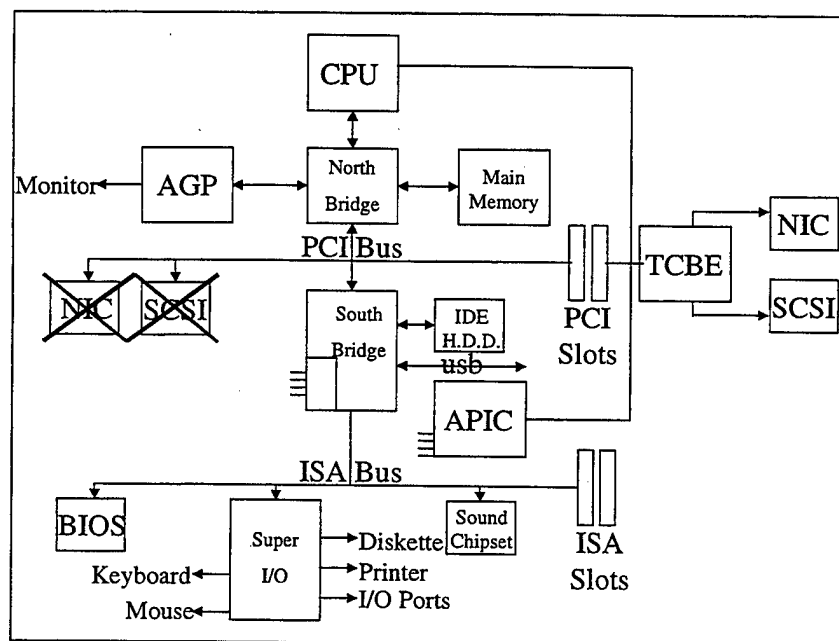 CPU
North
Bridge
Main
Memory
AGP
Monitor
PCI Bus
NIC
SCSI
TCBE
NIC
SCSI
PCI
Slots
South
Bridge
IDE
H.D.D.
usb
APIC
ISA Bus
BIOS
Super
I/O
Diskette
Printer
I/O Ports
Keyboard
Mouse
Sound
Chipset
ISA
Slots